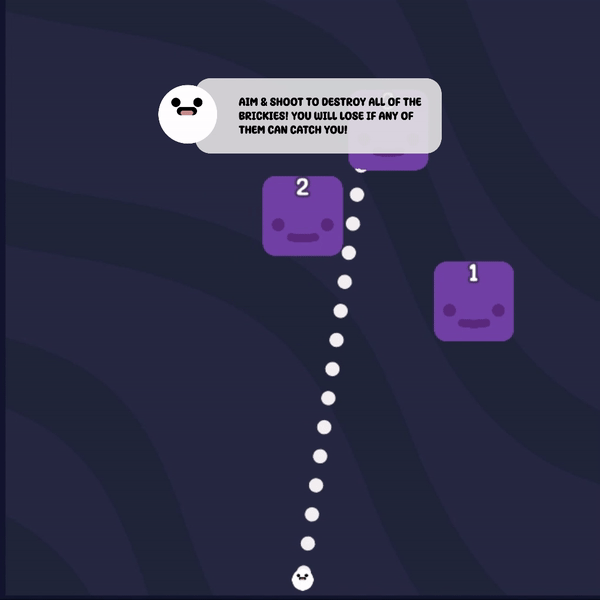 AIM & SHOOT TO DESTROY ALL OF THE
BRICKIES! YOU WILL LOSE IF ANY OF
THEM CAN CATCH YOU!
2
1